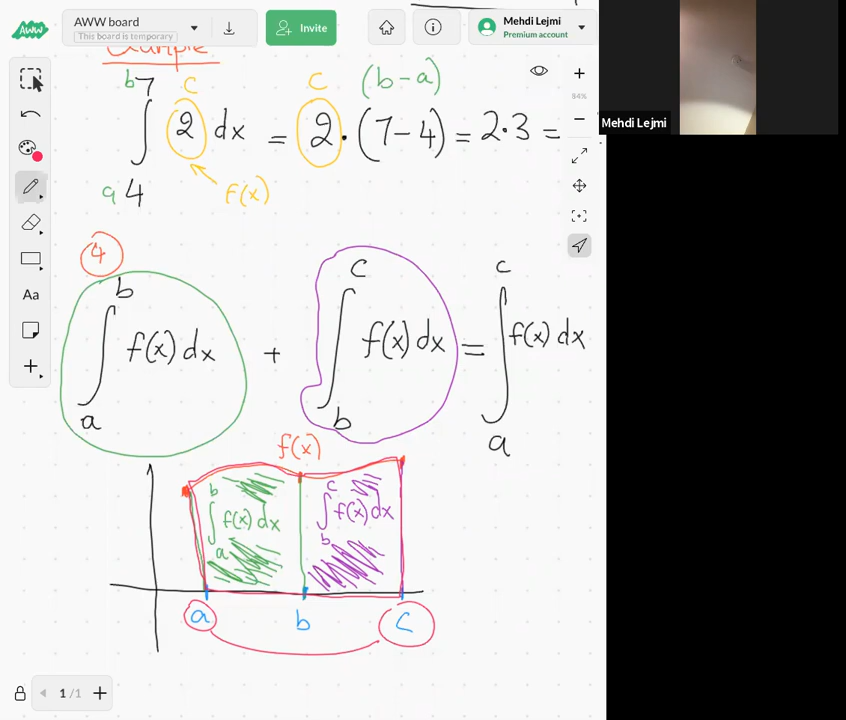 AWW
AWW board
This board is temporary
Invite
Mehdi Lejmi
Premium account
84%
Aa
1 / 1
Mehdi Lejmi
Example
b 7 C C (b-a)
∫ 2 dx = 2 · (7-4) = 2·3 =
a 4 f(x)
4
b c c
∫ f(x) dx + ∫ f(x) dx = ∫ f(x) dx
a b a
f(x)
b c
∫ f(x) dx ∫ f(x) dx
a b
a b c